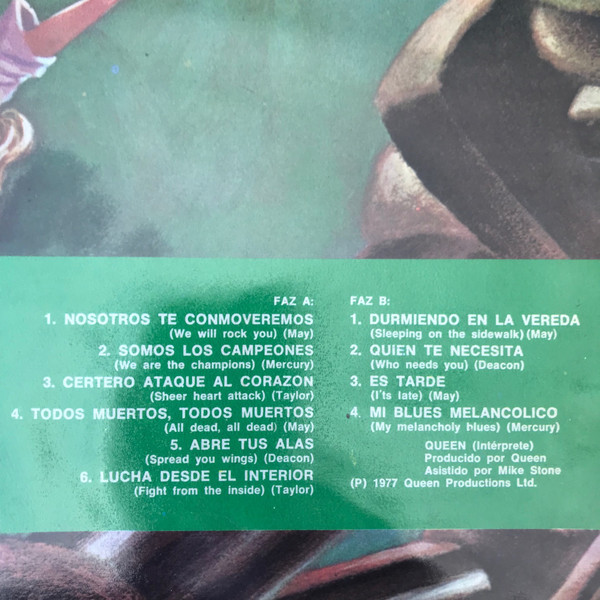 FAZ A:
1. NOSOTROS TE CONMOVEREMOS
(We will rock you) (May)
2. SOMOS LOS CAMPEONES
(We are the champions) (Mercury)
3. CERTERO ATAQUE AL CORAZON
(Sheer heart attack) (Taylor)
4. TODOS MUERTOS, TODOS MUERTOS
(All dead, all dead) (May)
5. ABRE TUS ALAS
(Spread you wings) (Deacon)
6. LUCHA DESDE EL INTERIOR
(Fight from the inside) (Taylor)
FAZ B:
1. DURMIENDO EN LA VEREDA
(Sleeping on the sidewalk) (May)
2. QUIEN TE NECESITA
(Who needs you) (Deacon)
3. ES TARDE
(I'ts late) (May)
4. MI BLUES MELANCOLICO
(My melancholy blues) (Mercury)
QUEEN (Intérprete)
Producido por Queen
Asistido por Mike Stone
(P) 1977 Queen Productions Ltd.